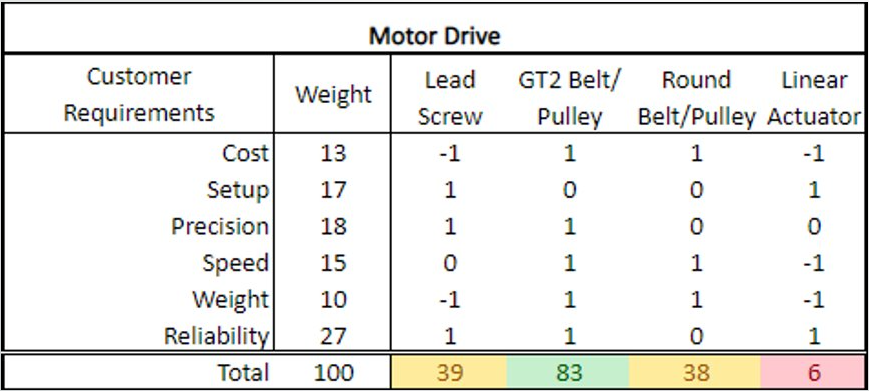 Motor Drive
Customer Requirements Weight Lead Screw GT2 Belt/ Pulley Round Belt/Pulley Linear Actuator
Cost 13 -1 1 1 -1
Setup 17 1 0 0 1
Precision 18 1 1 0 0
Speed 15 0 1 1 -1
Weight 10 -1 1 1 -1
Reliability 27 1 1 0 1
Total 100 39 83 38 6